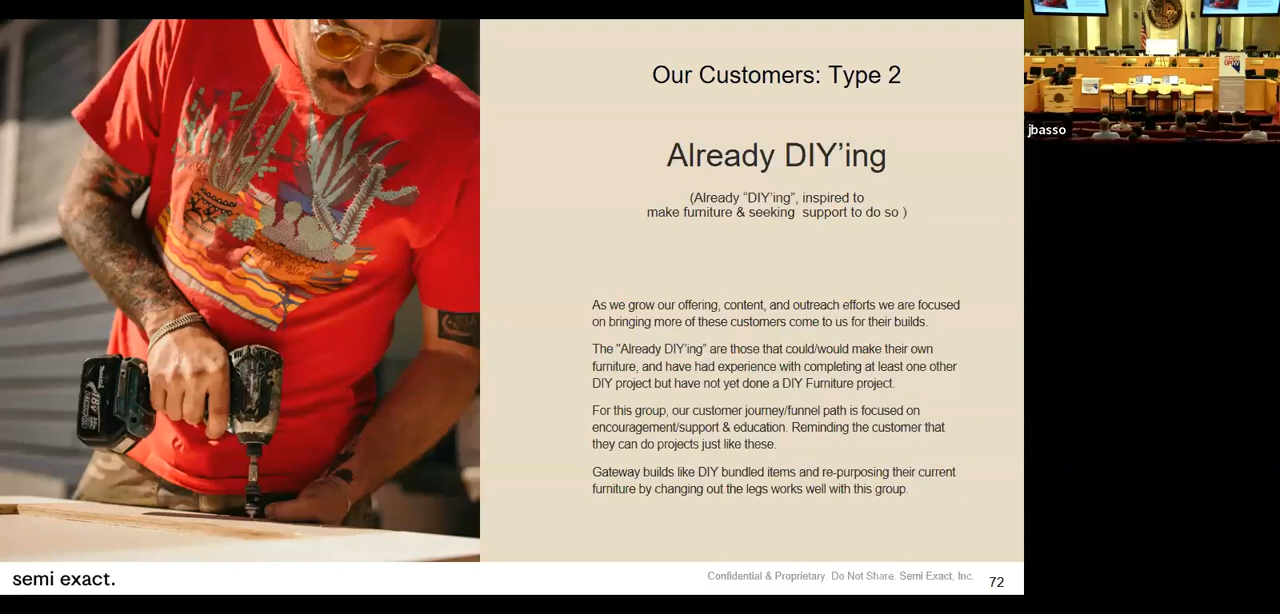 Our Customers: Type 2
Already DIY'ing
(Already "DIY'ing", inspired to
make furniture & seeking support to do so )
As we grow our offering, content, and outreach efforts we are focused
on bringing more of these customers come to us for their builds.
The "Already DIY'ing" are those that could/would make their own
furniture, and have had experience with completing at least one other
DIY project but have not yet done a DIY Furniture project.
For this group, our customer journey/funnel path is focused on
encouragement/support & education. Reminding the customer that
they can do projects just like these.
Gateway builds like DIY bundled items and re-purposing their current
furniture by changing out the legs works well with this group.
semi exact.
Confidential & Proprietary. Do Not Share. Semi Exact, Inc.
72
jbasso
18V